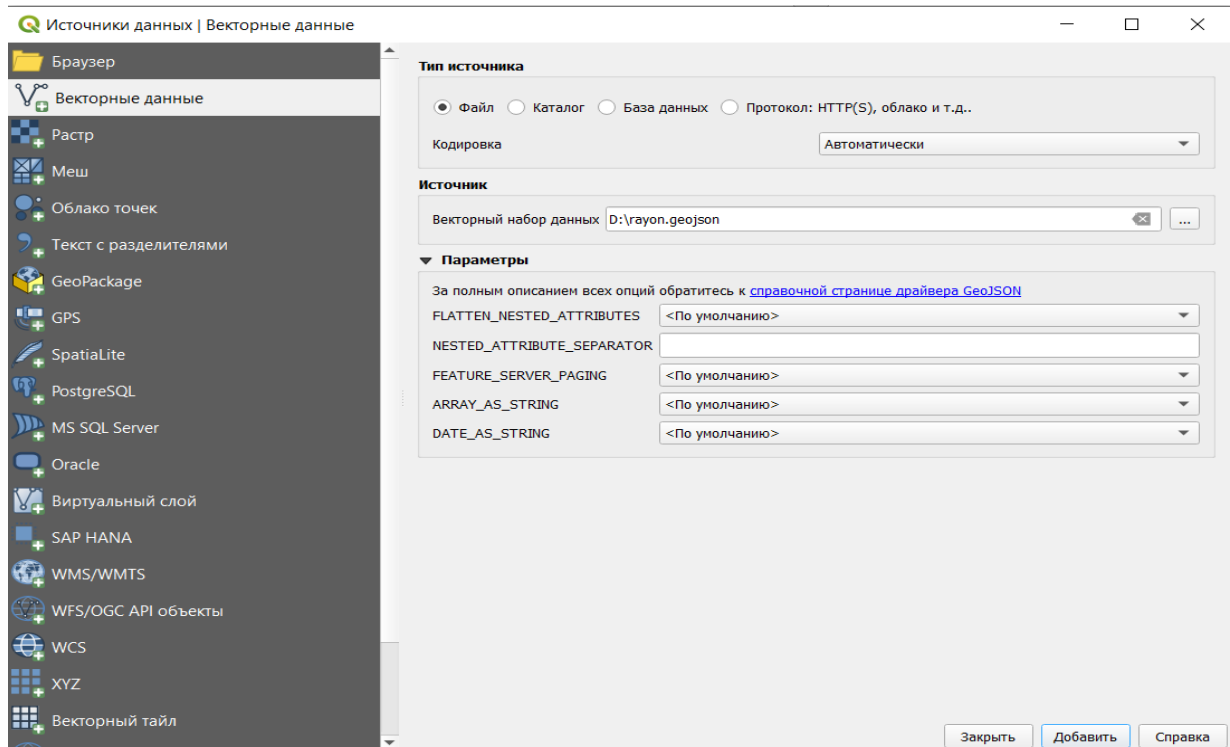 Источники данных | Векторные данные
Браузер
Векторные данные
Растр
Меш
Облако точек
Текст с разделителями
GeoPackage
GPS
SpatiaLite
PostgreSQL
MS SQL Server
Oracle
Виртуальный слой
SAP HANA
WMS/WMTS
WFS/OGC API объекты
WCS
XYZ
Векторный тайл
Тип источника
Файл Каталог База данных Протокол: HTTP(S), облако и т.д..
Кодировка Автоматически
Источник
Векторный набор данных D:\rayon.geojson ...
Параметры
За полным описанием всех опций обратитесь к справочной странице драйвера GeoJSON
FLATTEN_NESTED_ATTRIBUTES <По умолчанию>
NESTED_ATTRIBUTE_SEPARATOR
FEATURE_SERVER_PAGING <По умолчанию>
ARRAY_AS_STRING <По умолчанию>
DATE_AS_STRING <По умолчанию>
Закрыть Добавить Справка